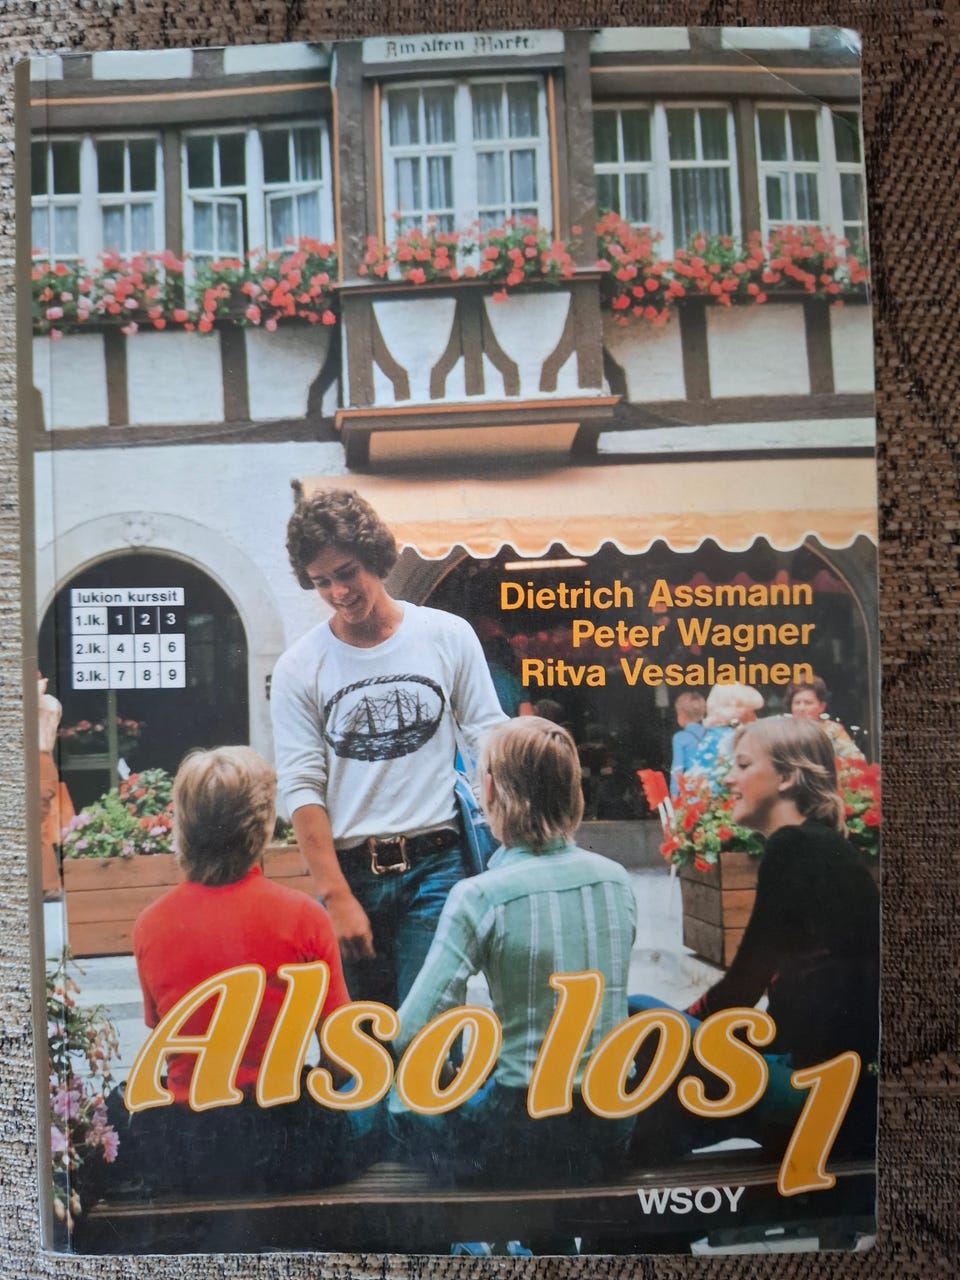 Am alten Markt.
lukion kurssit
1.lk. 1 2 3
2.lk. 4 5 6
3.lk. 7 8 9
Dietrich Assmann
Peter Wagner
Ritva Vesalainen
Also los 1
WSOY